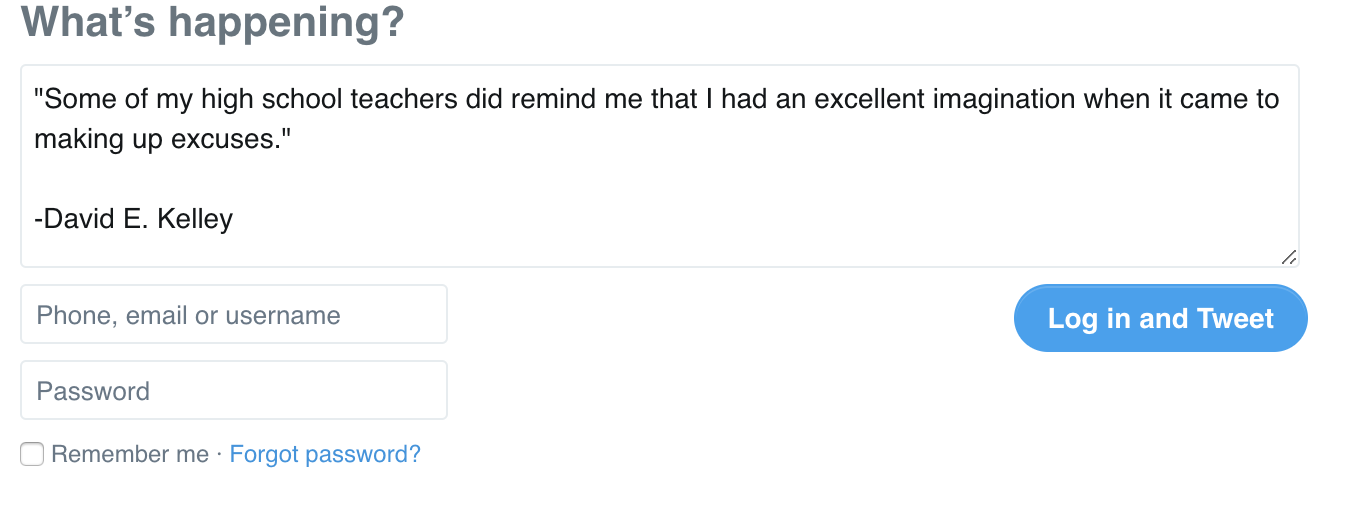 What’s happening?
"Some of my high school teachers did remind me that I had an excellent imagination when it came to
making up excuses."
-David E. Kelley
Phone, email or username
Log in and Tweet
Password
Remember me · Forgot password?